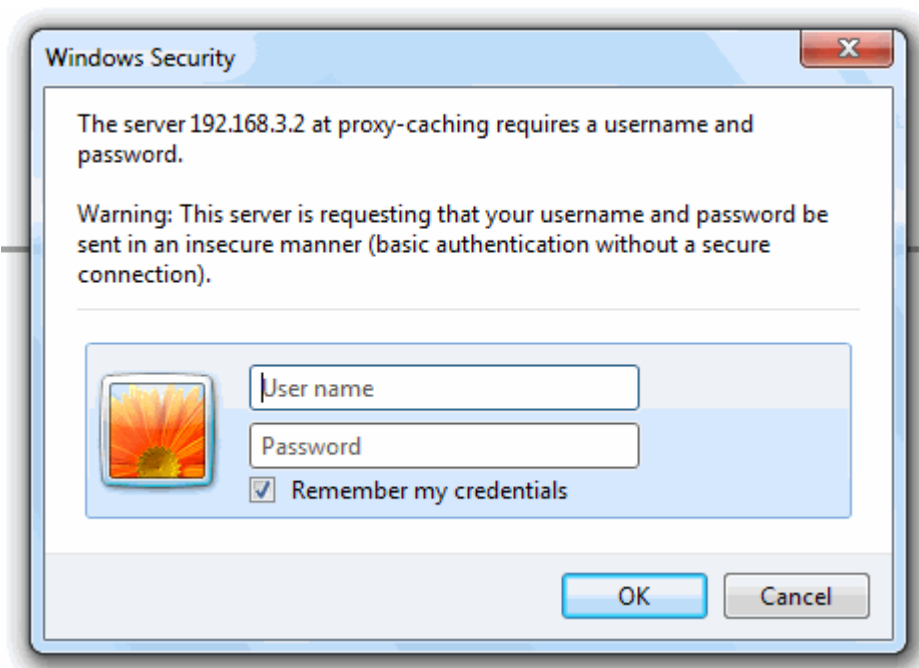 Windows Security
The server 192.168.3.2 at proxy-caching requires a username and
password.
Warning: This server is requesting that your username and password be
sent in an insecure manner (basic authentication without a secure
connection).
User name
Password
Remember my credentials
OK Cancel